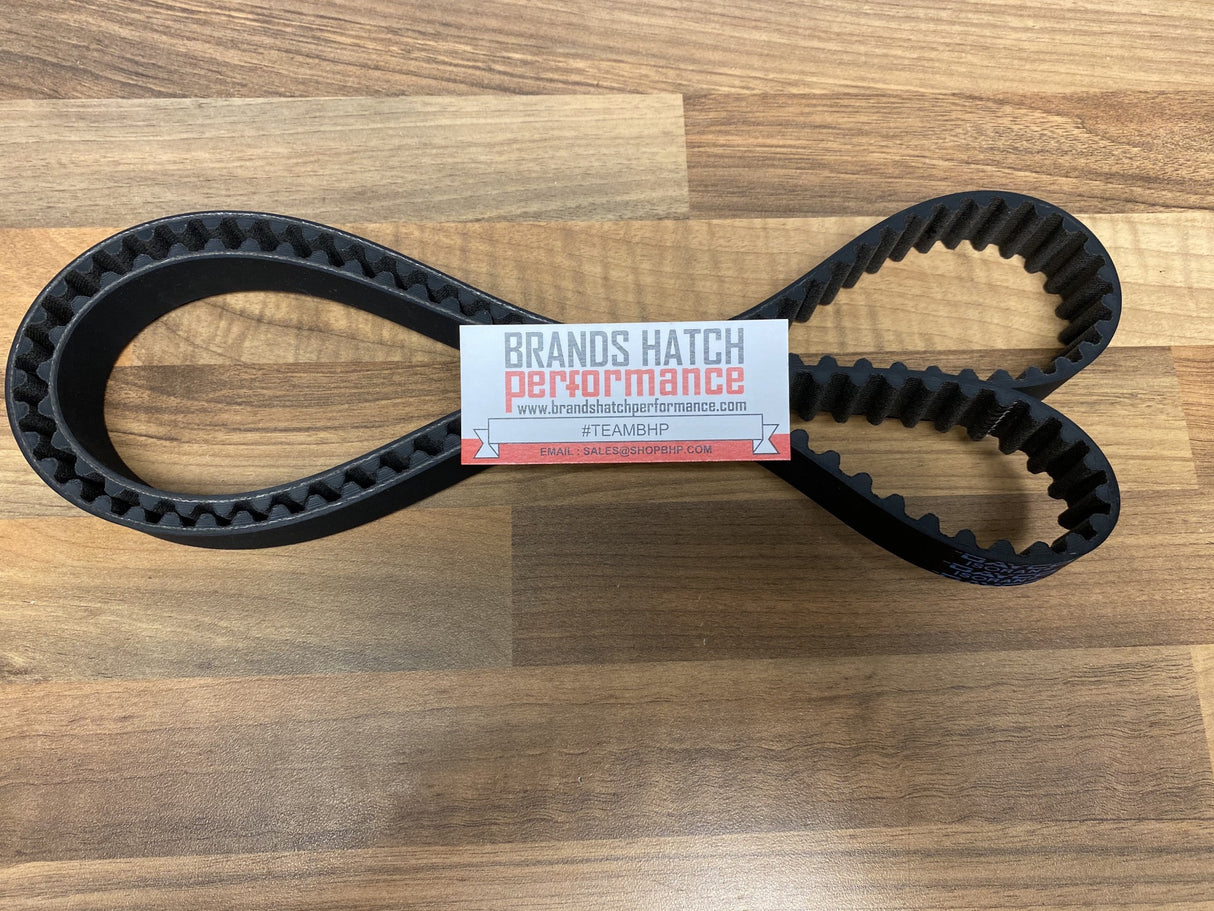 BRANDS HATCH
performance
www.brandshatchperformance.com
#TEAMBHP
EMAIL : SALES@SHOPBHP.COM